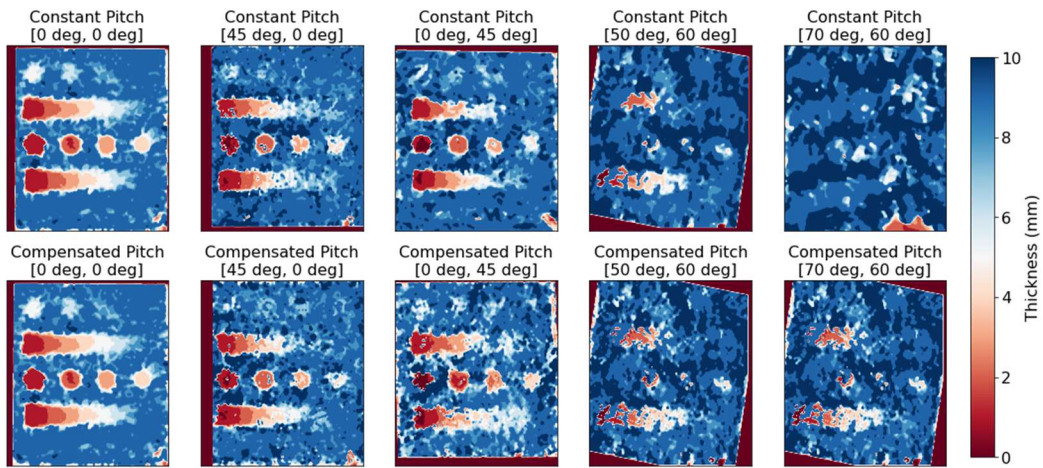 Constant Pitch
[0 deg, 0 deg]
Constant Pitch
[45 deg, 0 deg]
Constant Pitch
[0 deg, 45 deg]
Constant Pitch
[50 deg, 60 deg]
Constant Pitch
[70 deg, 60 deg]
Compensated Pitch
[0 deg, 0 deg]
Compensated Pitch
[45 deg, 0 deg]
Compensated Pitch
[0 deg, 45 deg]
Compensated Pitch
[50 deg, 60 deg]
Compensated Pitch
[70 deg, 60 deg]
10
8
6
4
2
0
Thickness (mm)